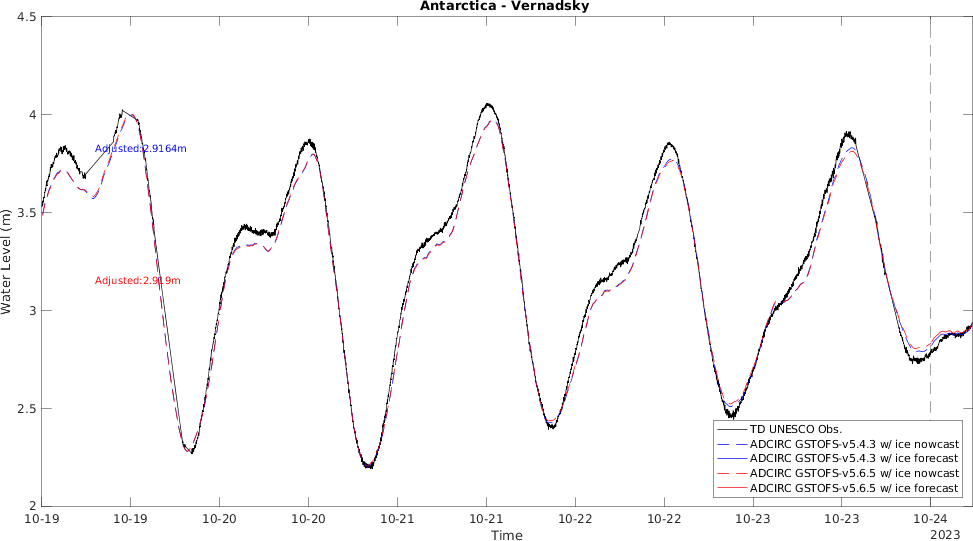 Antarctica - Vernadsky
4.5
4
3.5
3
2.5
2
Water Level (m)
Adjusted:2.9164m
Adjusted:2.919m
TD UNESCO Obs.
ADCIRC GSTOFS-v5.4.3 w/ ice nowcast
ADCIRC GSTOFS-v5.4.3 w/ ice forecast
ADCIRC GSTOFS-v5.6.5 w/ ice nowcast
ADCIRC GSTOFS-v5.6.5 w/ ice forecast
10-19 10-19 10-20 10-20 10-21 10-21 10-22 10-22 10-23 10-23 10-24
Time 2023